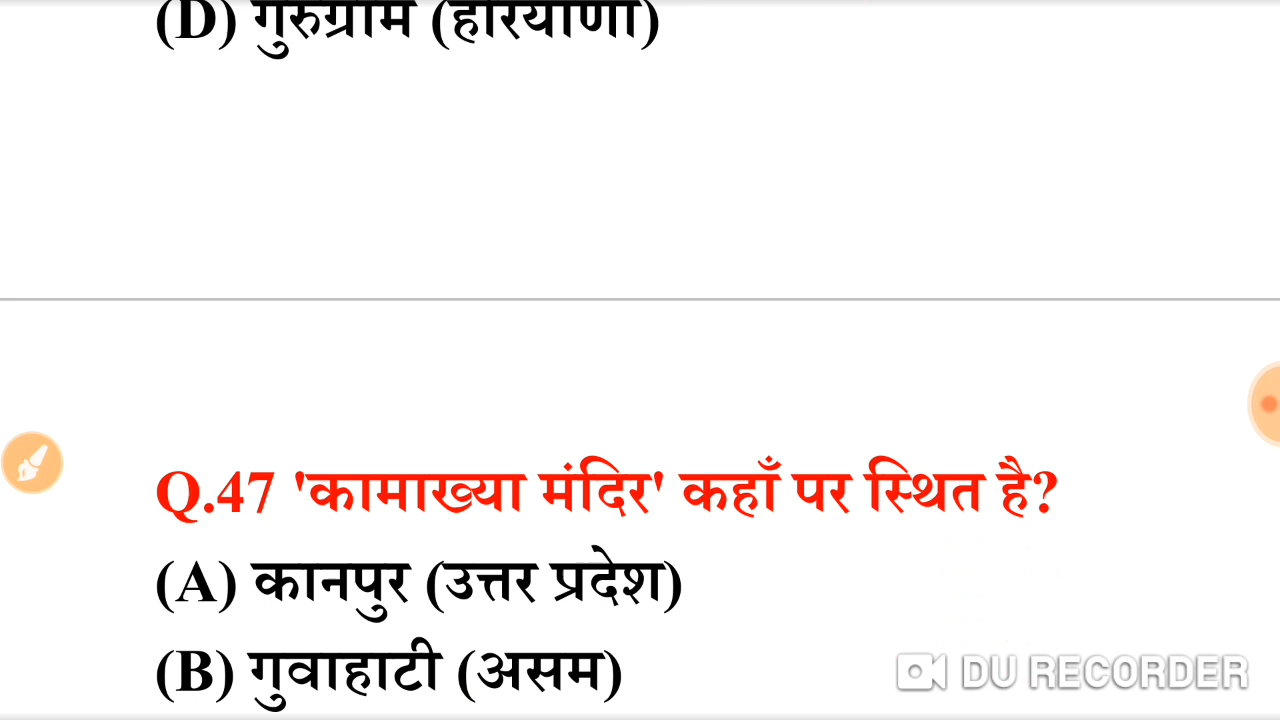 (D) गुरुग्राम (हरियाणा)
Q.47 'कामाख्या मंदिर' कहाँ पर स्थित है?
(A) कानपुर (उत्तर प्रदेश)
(B) गुवाहाटी (असम)
DU RECORDER